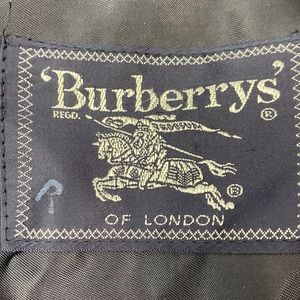 'Burberrys'
REGD. ®
®
OF LONDON